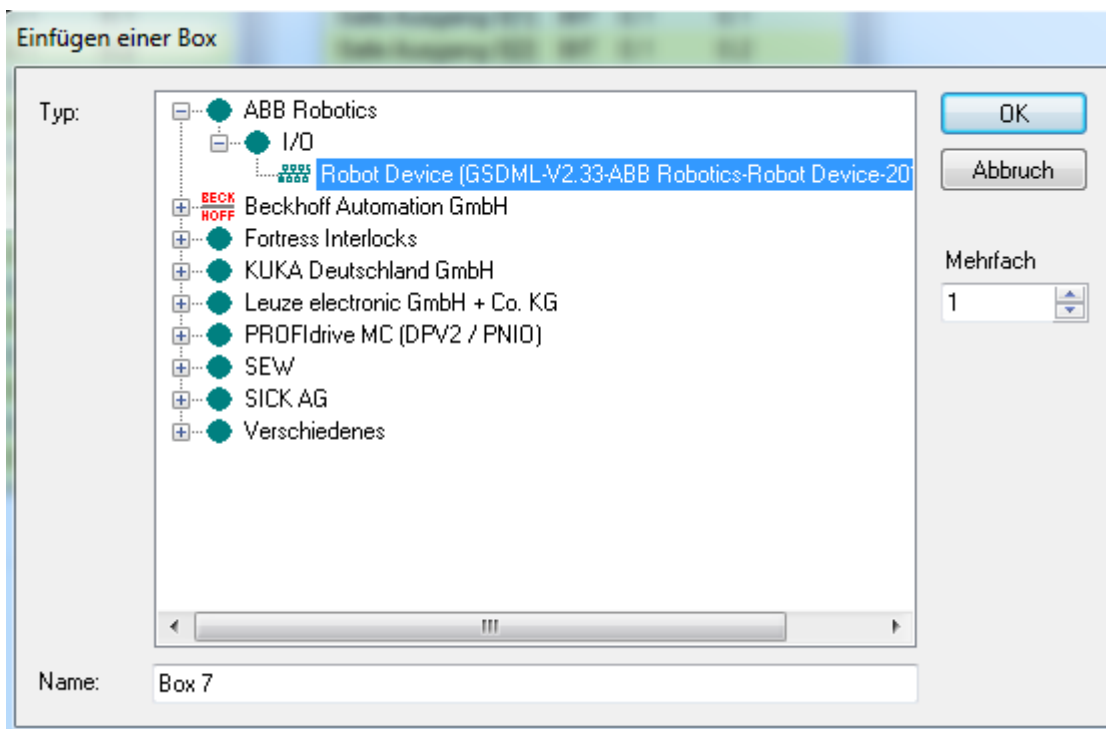 Einfügen einer Box
Typ:
ABB Robotics
I/O
Robot Device (GSDML-V2.33-ABB Robotics-Robot Device-20
BECK
HOFF
Beckhoff Automation GmbH
Fortress Interlocks
KUKA Deutschland GmbH
Leuze electronic GmbH + Co. KG
PROFIdrive MC (DPV2 / PNIO)
SEW
SICK AG
Verschiedenes
OK
Abbruch
Mehrfach
1
Name:
Box 7